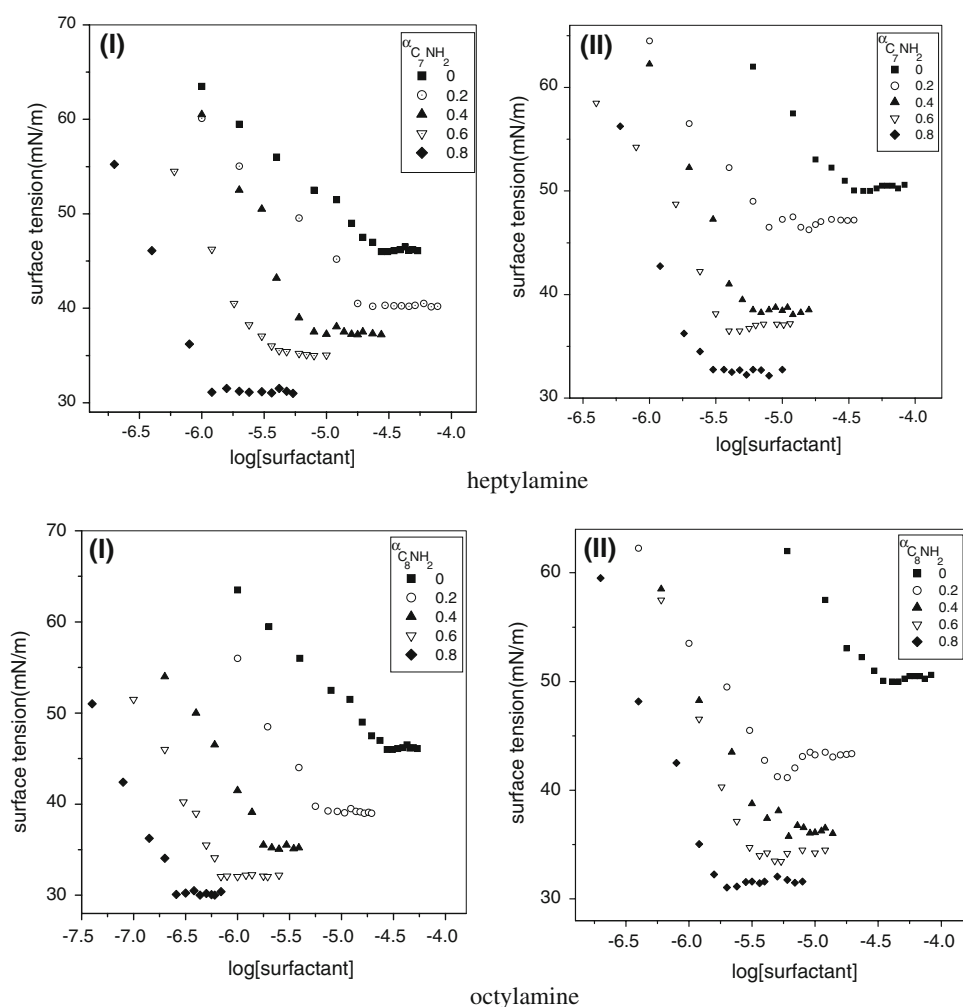 (I)
αC7NH2
0
0.2
0.4
0.6
0.8
70
60
50
40
30
surface tension(mN/m)
-6.5 -6.0 -5.5 -5.0 -4.5 -4.0
log[surfactant]
(II)
αC7NH2
0
0.2
0.4
0.6
0.8
60
50
40
30
surface tension(mN/m)
-6.5 -6.0 -5.5 -5.0 -4.5 -4.0
log[surfactant]
heptylamine
(I)
αC8NH2
0
0.2
0.4
0.6
0.8
70
60
50
40
30
surface tension(mN/m)
-7.5 -7.0 -6.5 -6.0 -5.5 -5.0 -4.5 -4.0
log[surfactant]
(II)
αC8NH2
0
0.2
0.4
0.6
0.8
60
50
40
30
surface tension(mN/m)
-6.5 -6.0 -5.5 -5.0 -4.5 -4.0
log[surfactant]
octylamine